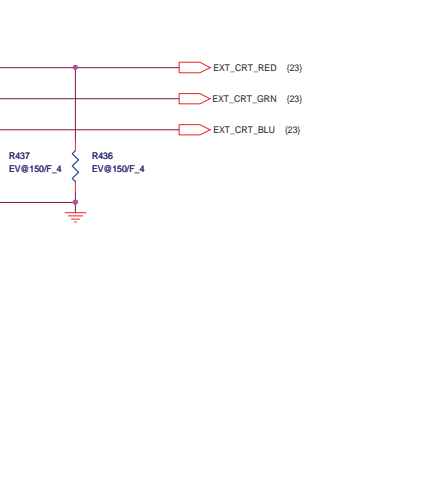 EXT_CRT_RED {23}
EXT_CRT_GRN {23}
EXT_CRT_BLU {23}
R437 R436
EV@150/F_4 EV@150/F_4